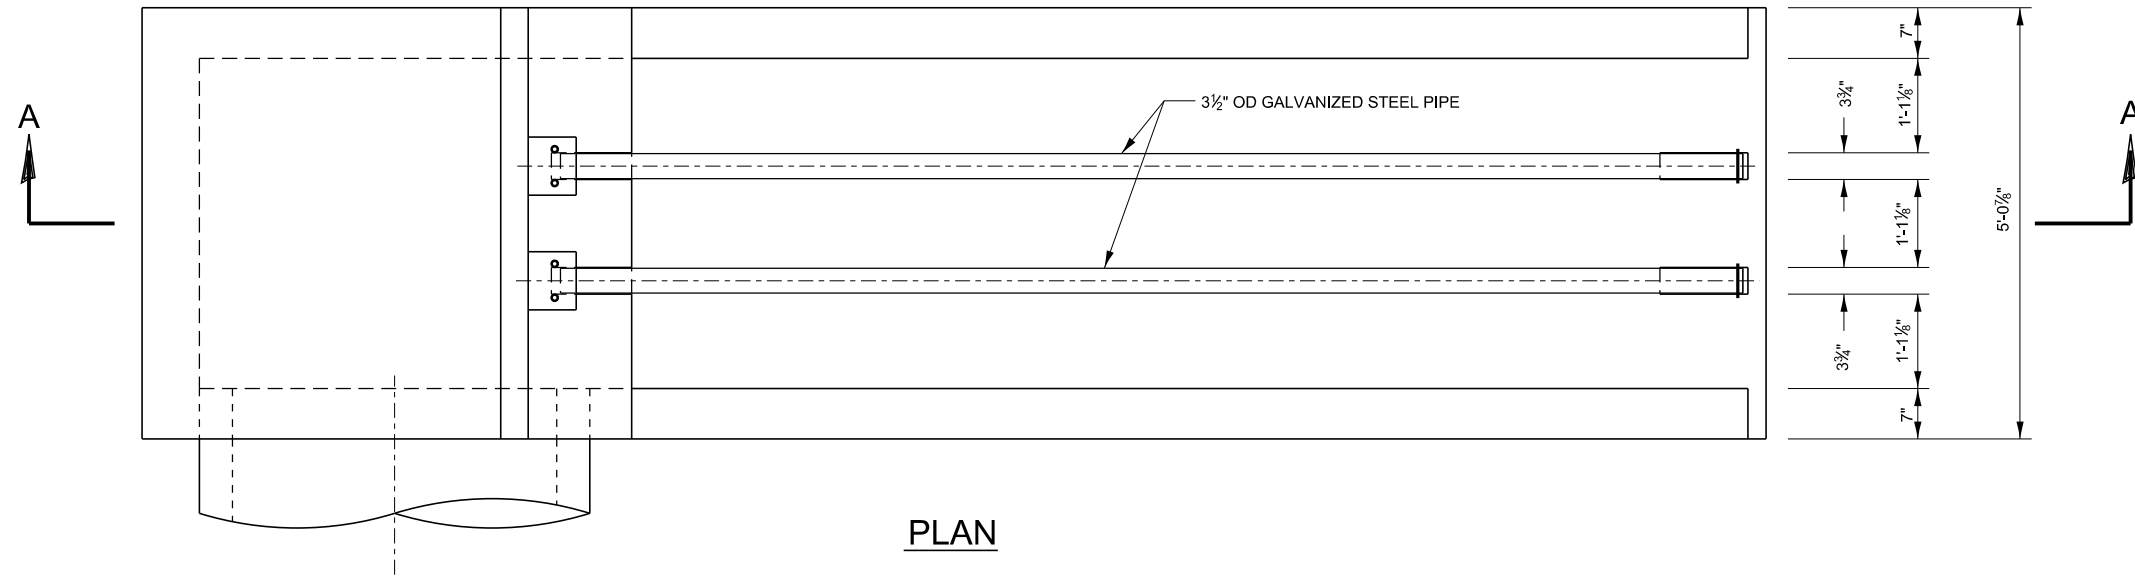 A
A
3½" OD GALVANIZED STEEL PIPE
7"
3¾"
1'-1⅛"
1'-1⅛"
5'-0⅞"
3¾"
1'-1⅛"
7"
PLAN